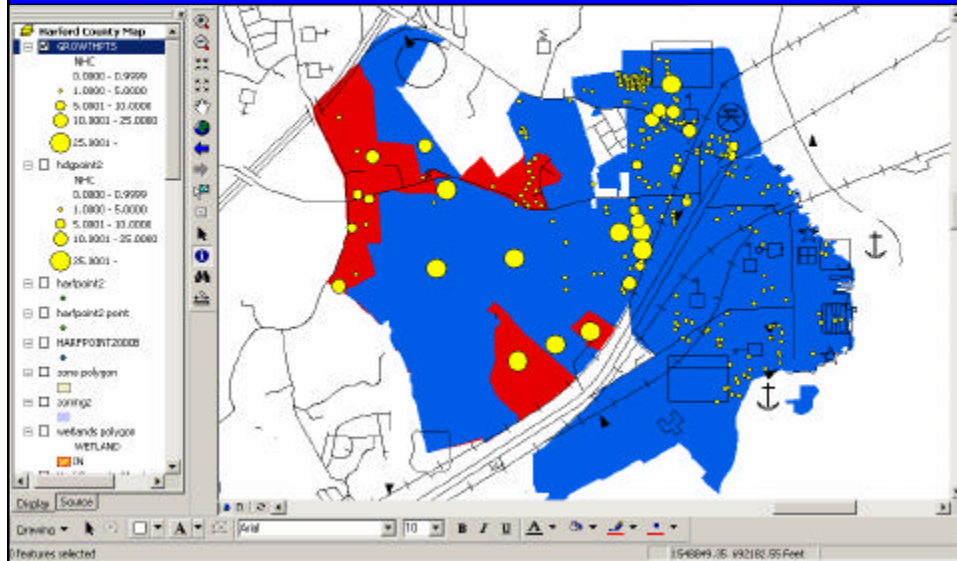 Harford County Map
GROWTHPTS
NHC
0.0000 - 0.9999
1.0000 - 5.0000
5.0001 - 10.0000
10.0001 - 25.0000
25.0001 -
hdgpoint2
NHC
0.0000 - 0.9999
1.0000 - 5.0000
5.0001 - 10.0000
10.0001 - 25.0000
25.0001 -
harfpoint2
harfpoint2 point
HARFPOINT2000B
zone polygon
zoning2
wetlands polygon
WETLAND
IN
Display Source
Drawing A Arial 10 B I U A
features selected
1548849.35 692182.55 Feet